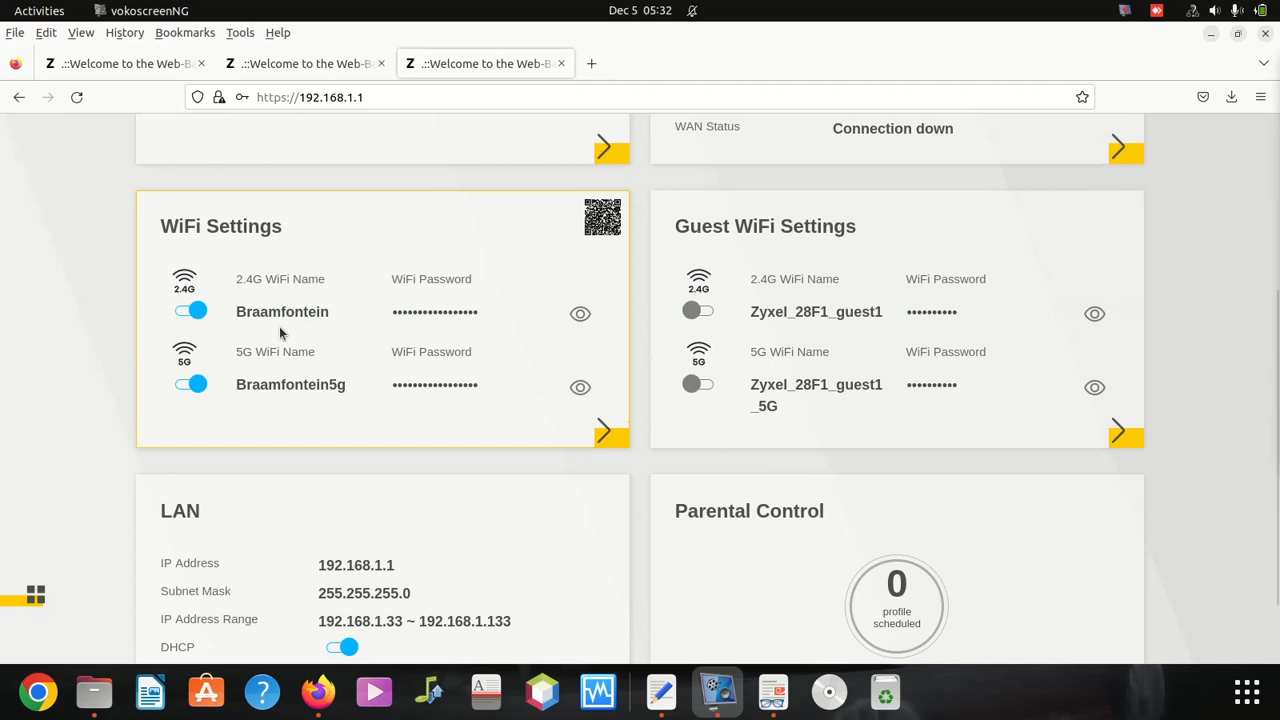 Activities vokoscreenNG Dec 5 05:32
File Edit View History Bookmarks Tools Help
Z .::Welcome to the Web-B Z .::Welcome to the Web-B Z .::Welcome to the Web-B
https://192.168.1.1
WAN Status Connection down
WiFi Settings
2.4G
2.4G WiFi Name WiFi Password
Braamfontein •••••••••••••••••
5G
5G WiFi Name WiFi Password
Braamfontein5g •••••••••••••••••
Guest WiFi Settings
2.4G
2.4G WiFi Name WiFi Password
Zyxel_28F1_guest1 ••••••••••
5G
5G WiFi Name WiFi Password
Zyxel_28F1_guest1 ••••••••••
_5G
LAN
IP Address 192.168.1.1
Subnet Mask 255.255.255.0
IP Address Range 192.168.1.33 ~ 192.168.1.133
DHCP
Parental Control
0
profile
scheduled